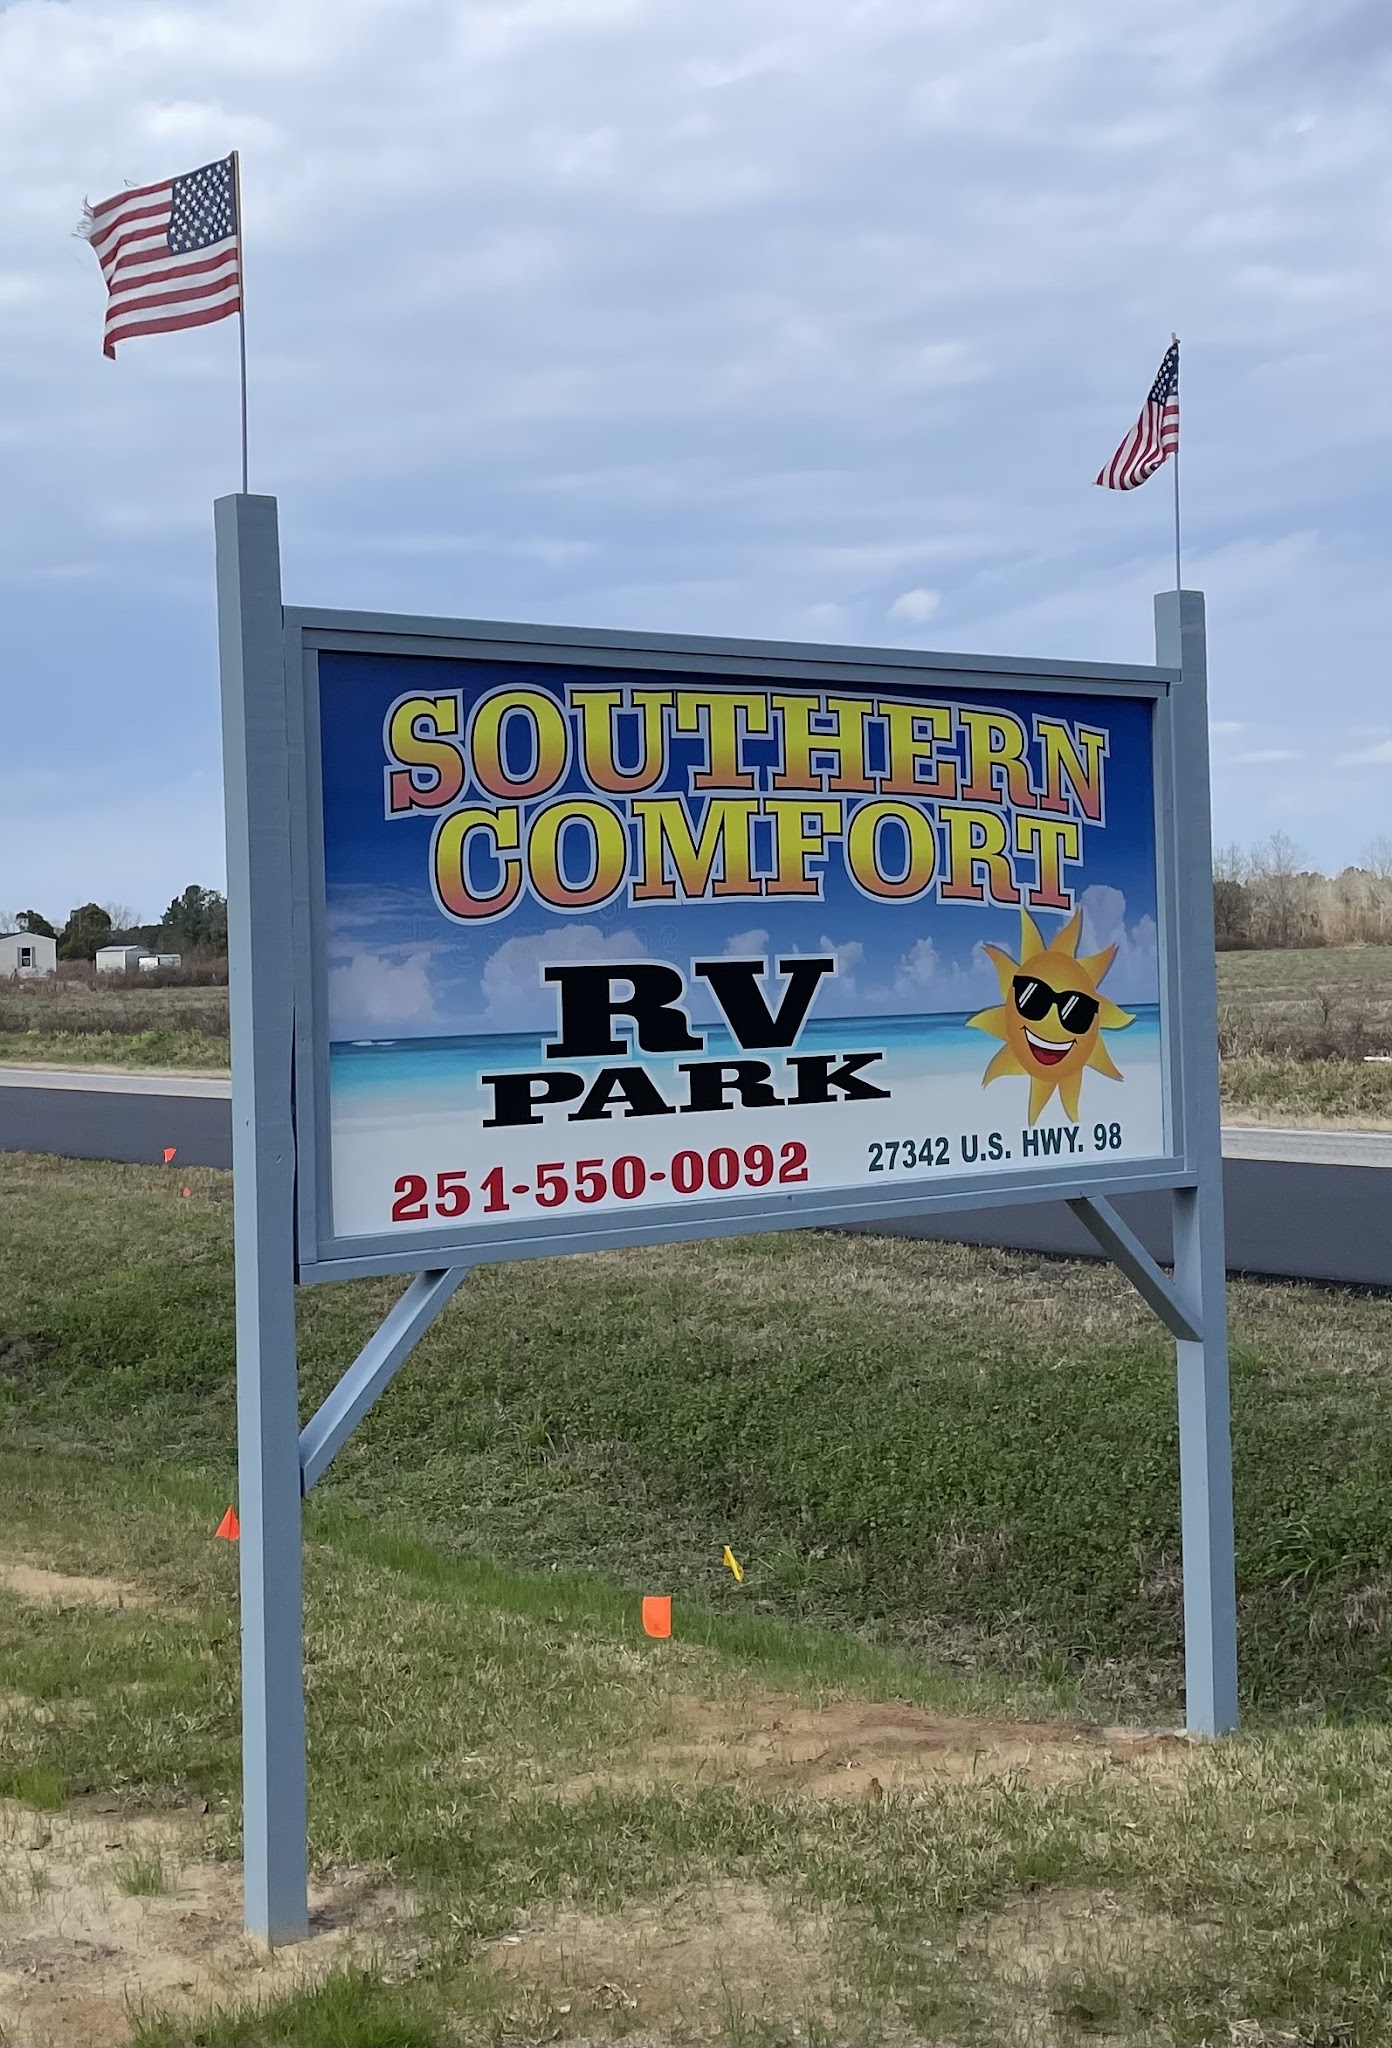 SOUTHERN
COMFORT
RV
PARK
251-550-0092
27342 U.S. HWY. 98